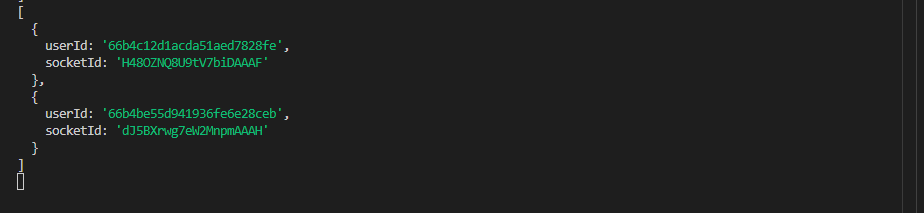 [
{
userId: '66b4c12d1acda51aed7828fe',
socketId: 'H48OZNQ8U9tV7biDAAAF'
},
{
userId: '66b4be55d941936fe6e28ceb',
socketId: 'dJ5BXrwg7eW2MnpmAAAH'
}
]